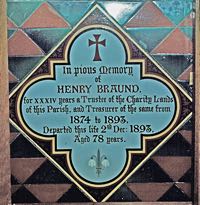 In pious Memory
of
HENRY BRAUND,
for XXXIV years a Trustee of the Charity Lands
of this Parish, and Treasurer of the same from
1874 to 1893.
Departed this life 2nd Dec: 1893.
Aged 78 years.